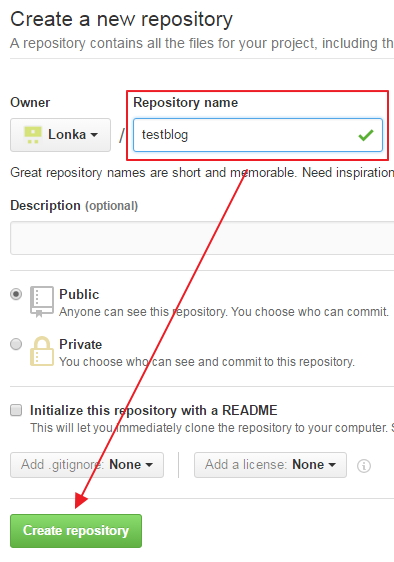 Create a new repository
A repository contains all the files for your project, including th
Owner Repository name
Lonka / testblog
Great repository names are short and memorable. Need inspiration
Description (optional)
Public
Anyone can see this repository. You choose who can commit.
Private
You choose who can see and commit to this repository.
Initialize this repository with a README
This will let you immediately clone the repository to your computer. S
Add .gitignore: None Add a license: None
Create repository